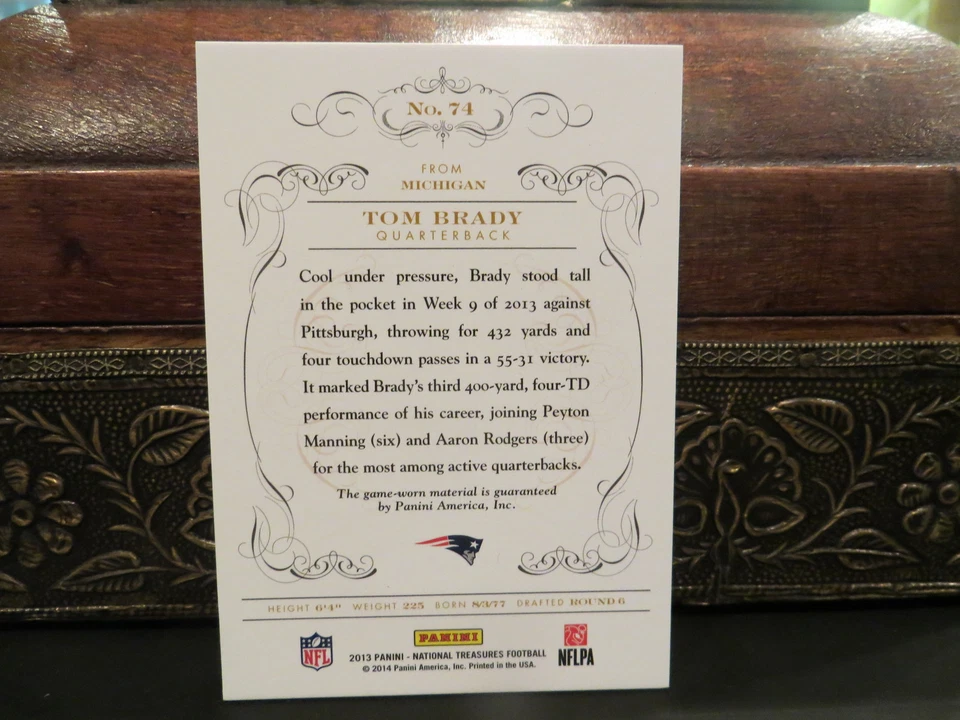 No. 74
FROM
MICHIGAN
TOM BRADY
QUARTERBACK
Cool under pressure, Brady stood tall
in the pocket in Week 9 of 2013 against
Pittsburgh, throwing for 432 yards and
four touchdown passes in a 55-31 victory.
It marked Brady's third 400-yard, four-TD
performance of his career, joining Peyton
Manning (six) and Aaron Rodgers (three)
for the most among active quarterbacks.
The game-worn material is guaranteed
by Panini America, Inc.
HEIGHT 6'4" WEIGHT 225 BORN 8/3/77 DRAFTED ROUND 6
NFL
PANINI
2013 PANINI - NATIONAL TREASURES FOOTBALL
© 2014 Panini America, Inc. Printed in the USA.
NFLPA